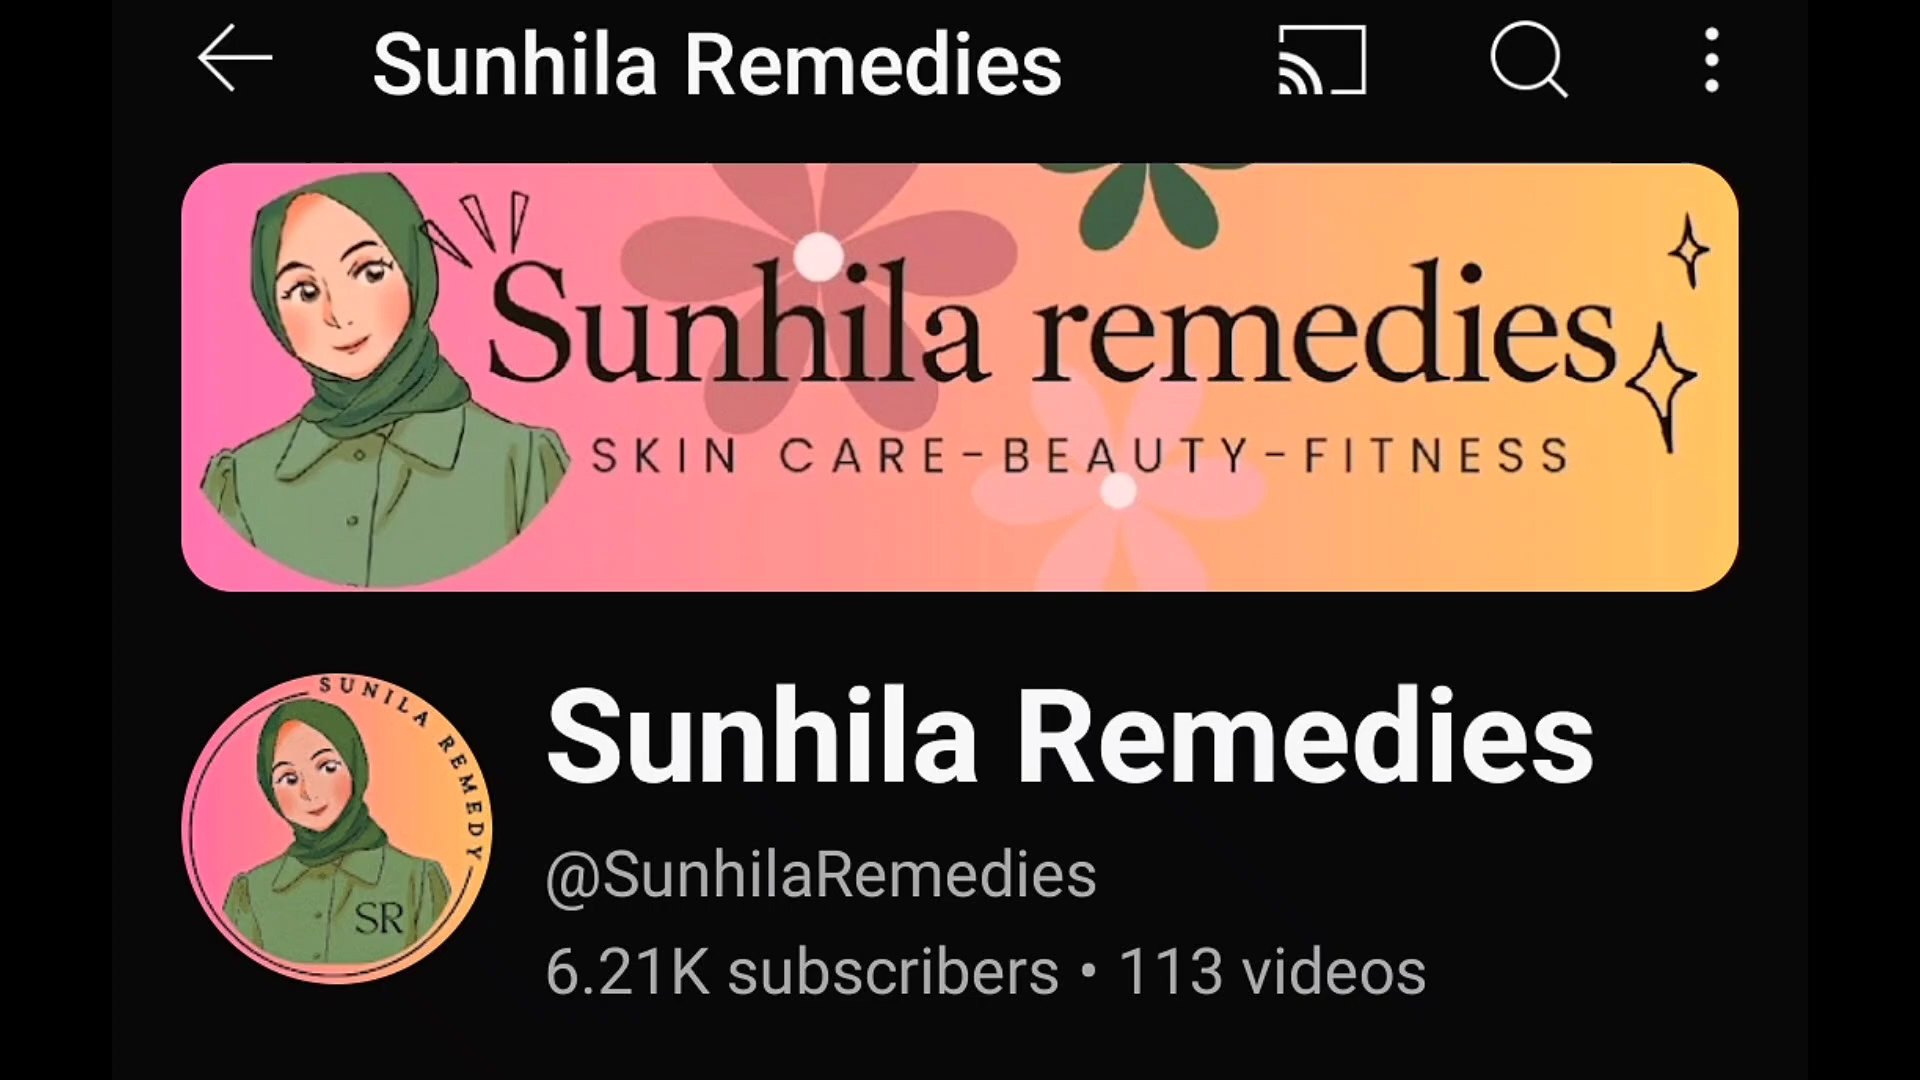 Sunhila Remedies
Sunhila remedies
SKIN CARE-BEAUTY-FITNESS
SUNILA REMEDY
SR
Sunhila Remedies
@SunhilaRemedies
6.21K subscribers • 113 videos